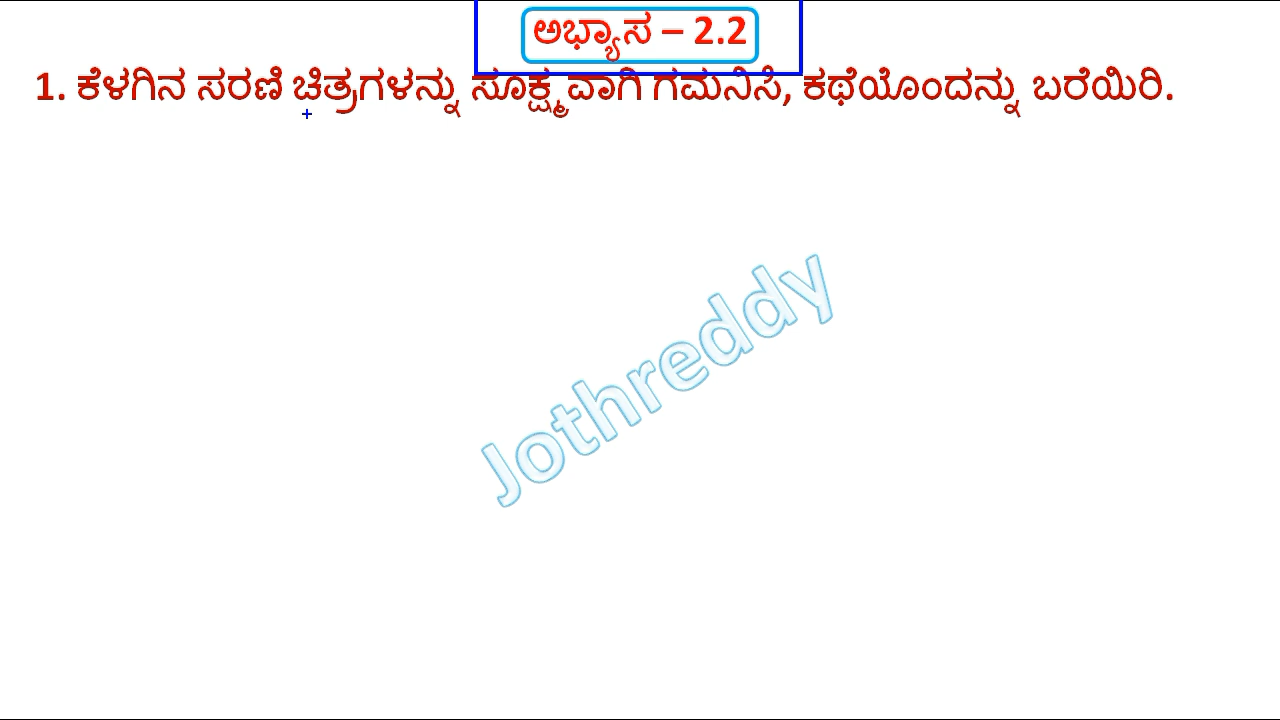 ಅಭ್ಯಾಸ – 2.2
1. ಕೆಳಗಿನ ಸರಣಿ ಚಿತ್ರಗಳನ್ನು ಸೂಕ್ಷ್ಮವಾಗಿ ಗಮನಿಸಿ, ಕಥೆಯೊಂದನ್ನು ಬರೆಯಿರಿ.
Jothreddy